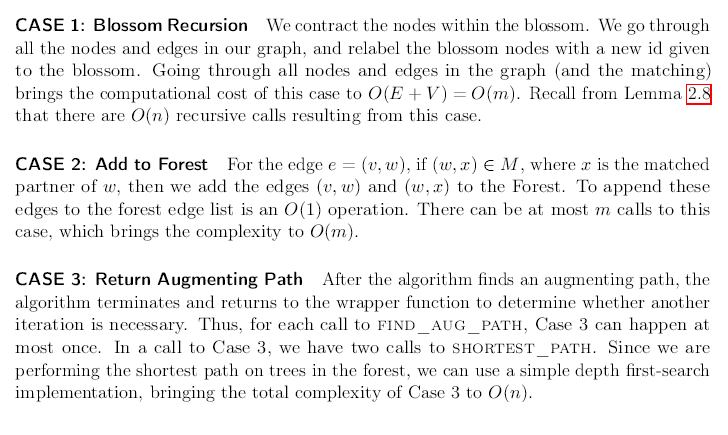 CASE 1: Blossom Recursion We contract the nodes within the blossom. We go through
all the nodes and edges in our graph, and relabel the blossom nodes with a new id given
to the blossom. Going through all nodes and edges in the graph (and the matching)
brings the computational cost of this case to O(E + V) = O(m). Recall from Lemma 2.8
that there are O(n) recursive calls resulting from this case.
CASE 2: Add to Forest For the edge e = (v, w), if (w, x) ∈ M, where x is the matched
partner of w, then we add the edges (v, w) and (w, x) to the Forest. To append these
edges to the forest edge list is an O(1) operation. There can be at most m calls to this
case, which brings the complexity to O(m).
CASE 3: Return Augmenting Path After the algorithm finds an augmenting path, the
algorithm terminates and returns to the wrapper function to determine whether another
iteration is necessary. Thus, for each call to FIND_AUG_PATH, Case 3 can happen at
most once. In a call to Case 3, we have two calls to SHORTEST_PATH. Since we are
performing the shortest path on trees in the forest, we can use a simple depth first-search
implementation, bringing the total complexity of Case 3 to O(n).